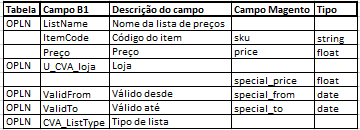 Tabela Campo B1 Descrição do campo Campo Magento Tipo
OPLN ListName Nome da lista de preços
ItemCode Código do item sku string
Preço Preço price float
OPLN U_CVA_loja Loja
special_price float
OPLN ValidFrom Válido desde special_from date
OPLN ValidTo Válido até special_to date
OPLN CVA_ListType Tipo de lista